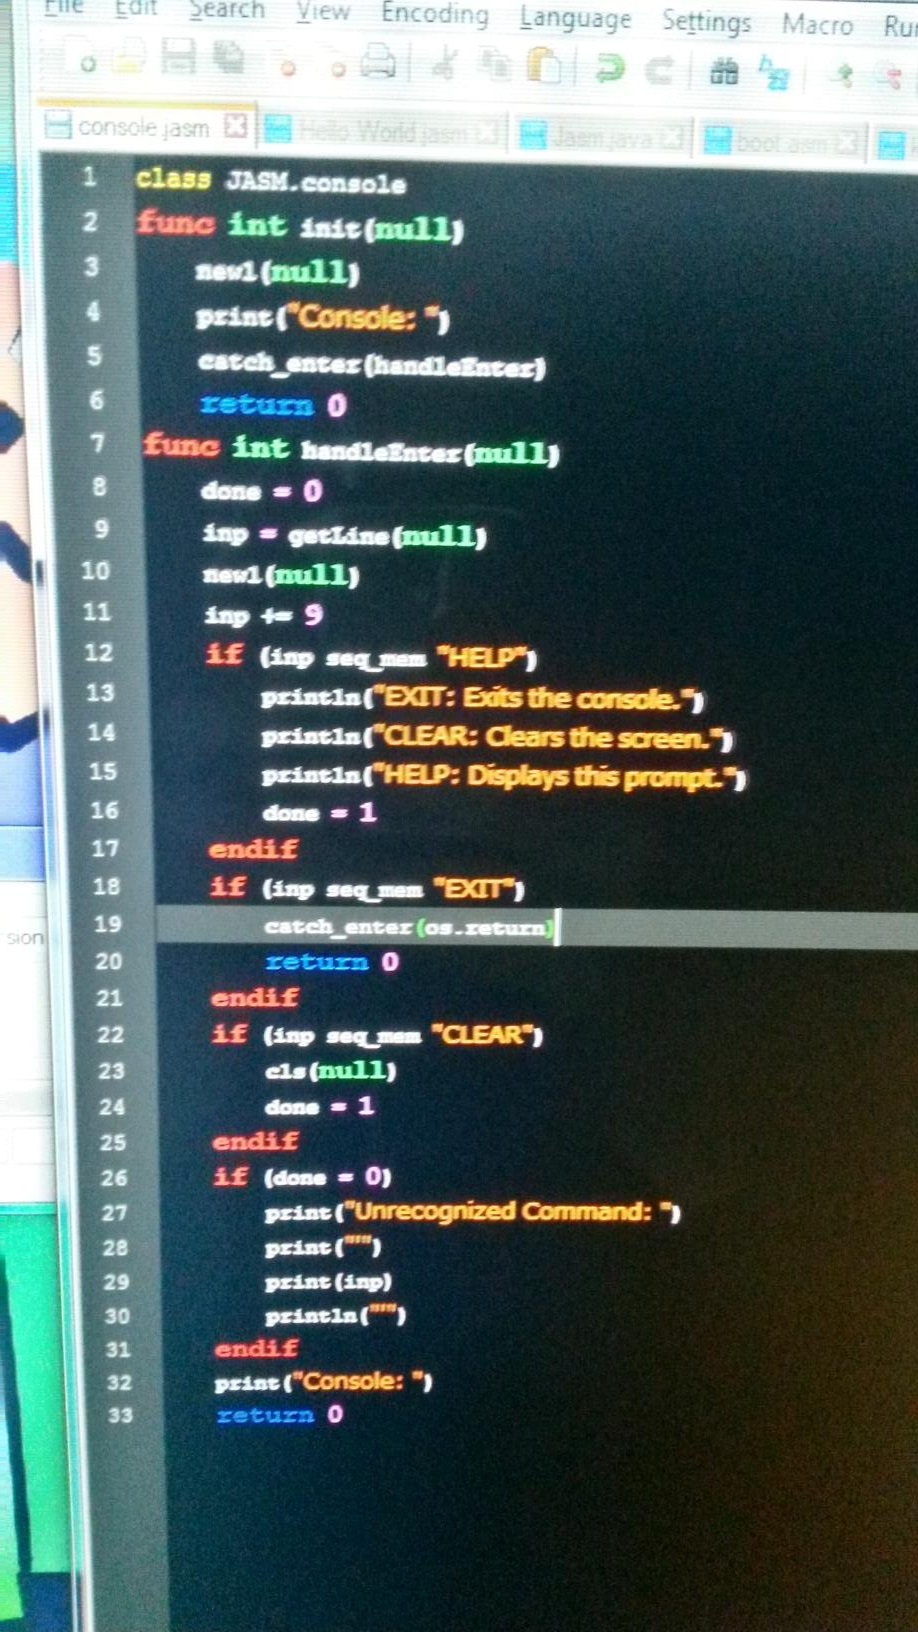 File Edit Search View Encoding Language Settings Macro Run
console.jasm Hello World.jasm Jasm.java boot.asm
1 class JASM.console
2 func int init(null)
3 newl(null)
4 print("Console: ")
5 catch_enter(handleEnter)
6 return 0
7 func int handleEnter(null)
8 done = 0
9 inp = getLine(null)
10 newl(null)
11 inp += 9
12 if (inp seq_mem "HELP")
13 println("EXIT: Exits the console.")
14 println("CLEAR: Clears the screen.")
15 println("HELP: Displays this prompt.")
16 done = 1
17 endif
18 if (inp seq_mem "EXIT")
19 catch_enter(os.return)
20 return 0
21 endif
22 if (inp seq_mem "CLEAR")
23 cls(null)
24 done = 1
25 endif
26 if (done = 0)
27 print("Unrecognized Command: ")
28 print("'")
29 print(inp)
30 println("'")
31 endif
32 print("Console: ")
33 return 0
sion